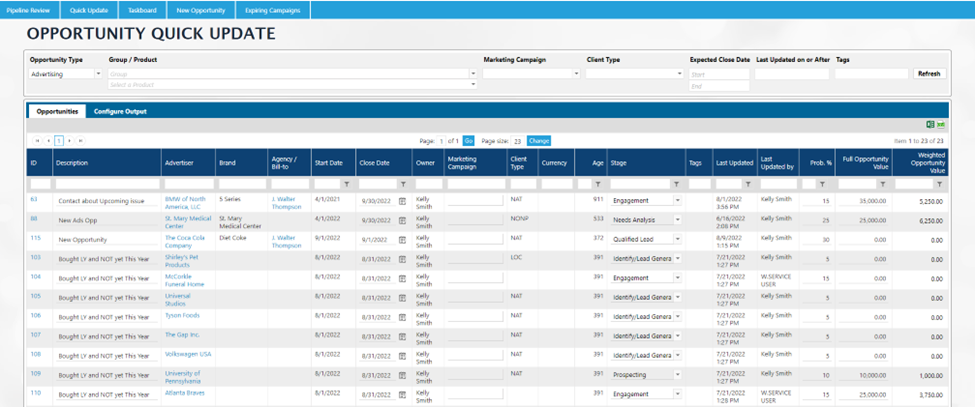 Pipeline Review Quick Update Taskboard New Opportunity Expiring Campaigns
OPPORTUNITY QUICK UPDATE
Opportunity Type Group / Product Marketing Campaign Client Type Expected Close Date Last Updated on or After Tags
Advertising Group Start Refresh
Select a Product End
Opportunities Configure Output
1 Page: 1 of 1 Go Page size: 23 Change Item 1 to 23 of 23
ID Description Advertiser Brand Agency / Bill-to Start Date Close Date Owner Marketing Campaign Client Type Currency Age Stage Tags Last Updated Last Updated by Prob. % Full Opportunity Value Weighted Opportunity Value
83 Contact about Upcoming issue BMW of North America, LLC 5 Series J. Walter Thompson 4/1/2021 9/30/2022 Kelly Smith NAT 911 Engagement 8/1/2022 3:56 PM Kelly Smith 15 35,000.00 5,250.00
88 New Ads Opp St. Mary Medical Center St. Mary Medical Center 4/1/2022 9/30/2022 Kelly Smith NONP 533 Needs Analysis 6/16/2022 2:08 PM Kelly Smith 25 25,000.00 6,250.00
115 New Opportunity The Coca Cola Company Diet Coke J. Walter Thompson 9/1/2022 9/1/2022 Kelly Smith NAT 372 Qualified Lead 8/9/2022 1:15 PM Kelly Smith 30 0.00 0.00
103 Bought LY and NOT yet This Year Shirley's Pet Products 8/1/2022 8/31/2022 Kelly Smith LOC 391 Identify/Lead Genera 7/21/2022 1:27 PM Kelly Smith 5 0.00 0.00
104 Bought LY and NOT yet This Year McCorkle Funeral Home 8/1/2022 8/31/2022 Kelly Smith 391 Engagement 7/21/2022 1:27 PM W.SERVICE USER 15 0.00 0.00
105 Bought LY and NOT yet This Year Universal Studios 8/1/2022 8/31/2022 Kelly Smith NAT 391 Identify/Lead Genera 7/21/2022 1:27 PM Kelly Smith 5 0.00 0.00
106 Bought LY and NOT yet This Year Tyson Foods 8/1/2022 8/31/2022 Kelly Smith NAT 391 Identify/Lead Genera 7/21/2022 1:27 PM Kelly Smith 5 0.00 0.00
107 Bought LY and NOT yet This Year The Gap Inc. 8/1/2022 8/31/2022 Kelly Smith NAT 391 Identify/Lead Genera 7/21/2022 1:27 PM Kelly Smith 5 0.00 0.00
108 Bought LY and NOT yet This Year Volkswagen USA 8/1/2022 8/31/2022 Kelly Smith NAT 391 Identify/Lead Genera 7/21/2022 1:27 PM Kelly Smith 5 0.00 0.00
109 Bought LY and NOT yet This Year University of Pennsylvania 8/1/2022 8/31/2022 Kelly Smith NAT 391 Prospecting 7/21/2022 1:27 PM Kelly Smith 10 10,000.00 1,000.00
110 Bought LY and NOT yet This Year Atlanta Braves 8/1/2022 8/31/2022 Kelly Smith 391 Engagement 7/21/2022 1:28 PM W.SERVICE USER 15 25,000.00 3,750.00